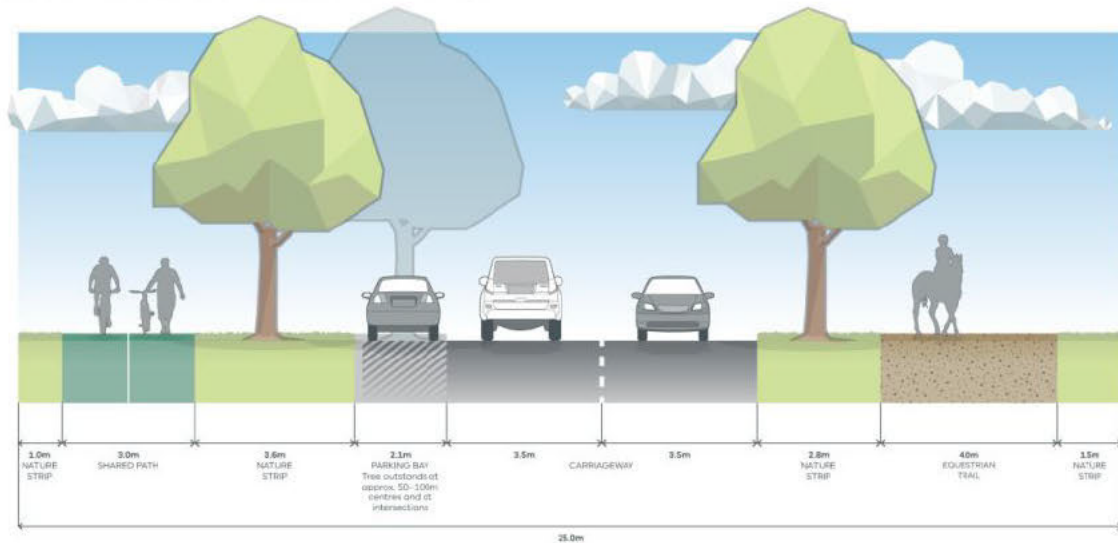 1.0m
NATURE
STRIP
3.0m
SHARED PATH
3.6m
NATURE
STRIP
2.1m
PARKING BAY
Tree outstands at
approx. 50-100m
centres and at
intersections
3.5m
CARRIAGEWAY
3.5m
2.8m
NATURE
STRIP
4.0m
EQUESTRIAN
TRAIL
1.5m
NATURE
STRIP
25.0m